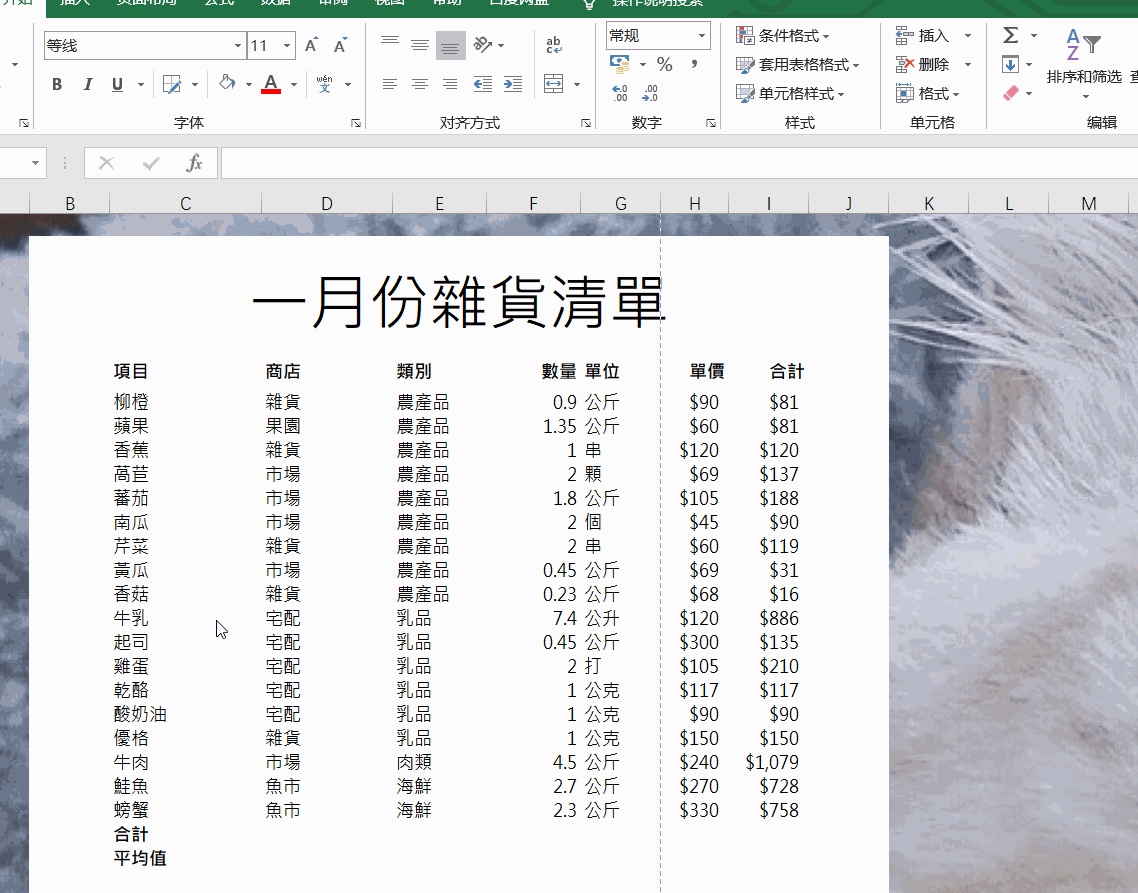 开始 插入 页面布局 公式 数据 审阅 视图 帮助 百度网盘 操作说明搜索
等线 11 A A 常规 条件格式 插入 Σ A Z
B I U A wén 文 ab % , 套用表格格式 删除 排序和筛选 查
.00 .0 .00 .0 单元格样式 格式
字体 对齐方式 数字 样式 单元格 编辑
fx
B C D E F G H I J K L M
一月份雜貨清單
項目 商店 類別 數量 單位 單價 合計
柳橙 雜貨 農產品 0.9 公斤 $90 $81
蘋果 果園 農產品 1.35 公斤 $60 $81
香蕉 雜貨 農產品 1 串 $120 $120
萵苣 市場 農產品 2 顆 $69 $137
蕃茄 市場 農產品 1.8 公斤 $105 $188
南瓜 市場 農產品 2 個 $45 $90
芹菜 雜貨 農產品 2 串 $60 $119
黃瓜 市場 農產品 0.45 公斤 $69 $31
香菇 雜貨 農產品 0.23 公斤 $68 $16
牛乳 宅配 乳品 7.4 公升 $120 $886
起司 宅配 乳品 0.45 公斤 $300 $135
雞蛋 宅配 乳品 2 打 $105 $210
乾酪 宅配 乳品 1 公克 $117 $117
酸奶油 宅配 乳品 1 公克 $90 $90
優格 雜貨 乳品 1 公克 $150 $150
牛肉 市場 肉類 4.5 公斤 $240 $1,079
鮭魚 魚市 海鮮 2.7 公斤 $270 $728
螃蟹 魚市 海鮮 2.3 公斤 $330 $758
合計
平均值